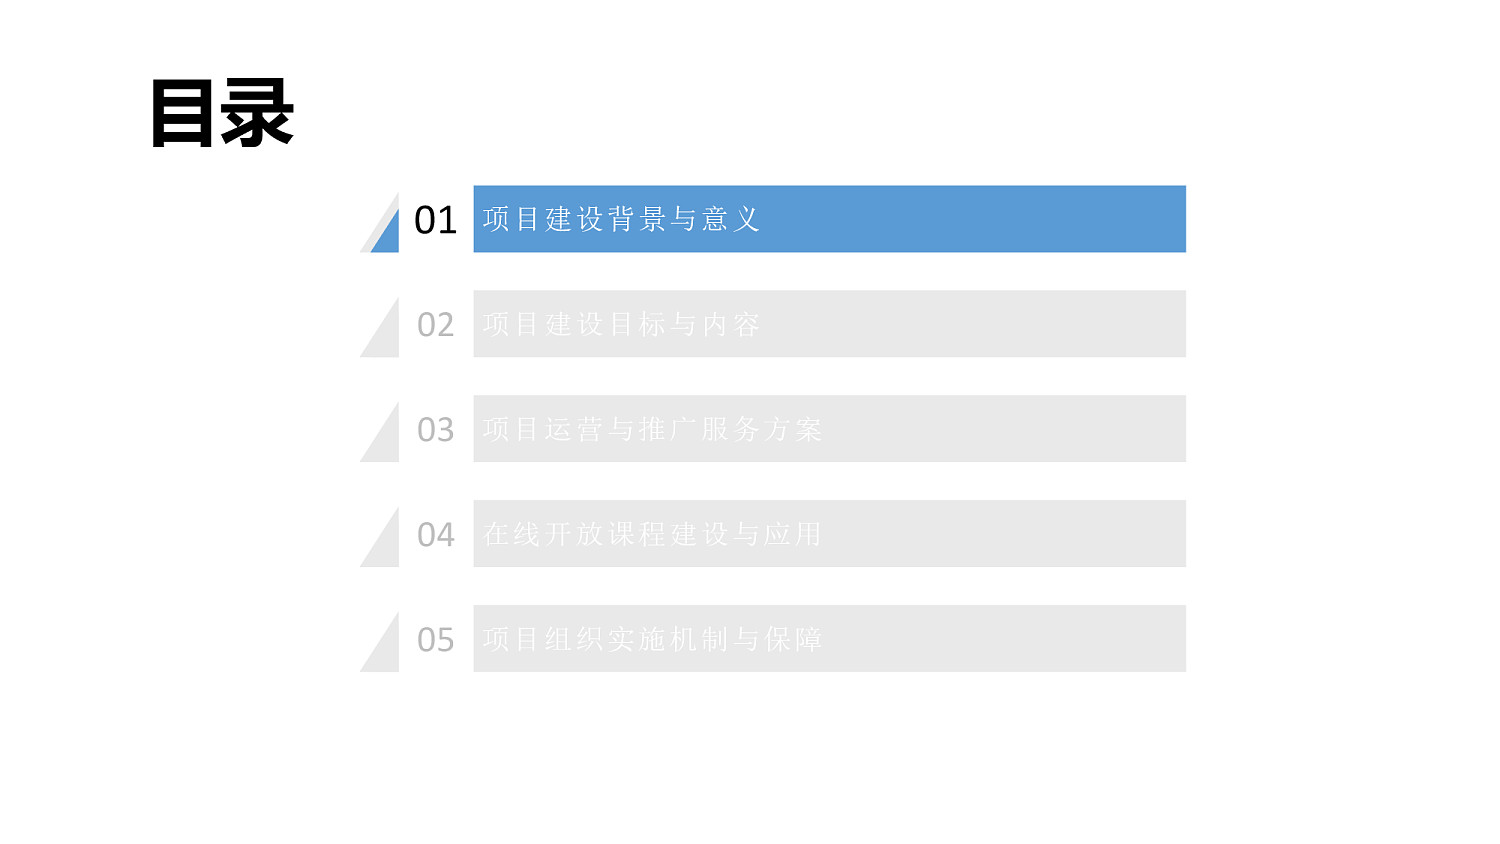 目录
01 项目建设背景与意义
02 项目建设目标与内容
03 项目运营与推广服务方案
04 在线开放课程建设与应用
05 项目组织实施机制与保障